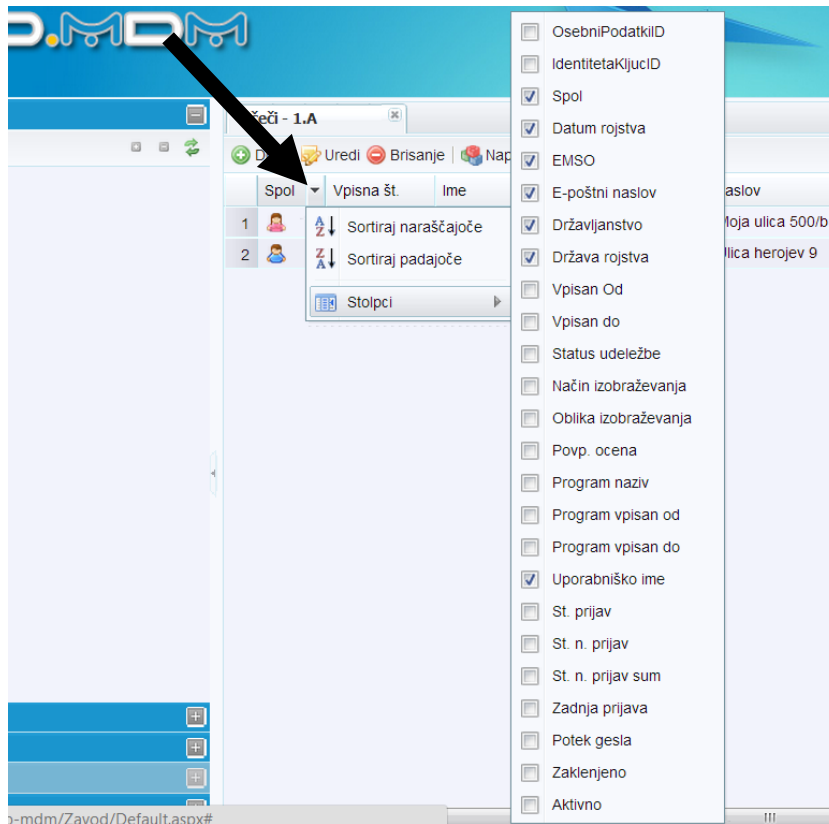 .MDM
eči - 1.A
Uredi Brisanje Nap
Spol Vpisna št. Ime aslov
1 Moja ulica 500/b
2 lica herojev 9
Sortiraj naraščajoče
Sortiraj padajoče
Stolpci
OsebniPodatkiID
IdentitetaKljucID
Spol
Datum rojstva
EMSO
E-poštni naslov
Državljanstvo
Država rojstva
Vpisan Od
Vpisan do
Status udeležbe
Način izobraževanja
Oblika izobraževanja
Povp. ocena
Program naziv
Program vpisan od
Program vpisan do
Uporabniško ime
St. prijav
St. n. prijav
St. n. prijav sum
Zadnja prijava
Potek gesla
Zaklenjeno
Aktivno
-mdm/Zavod/Default.aspx#